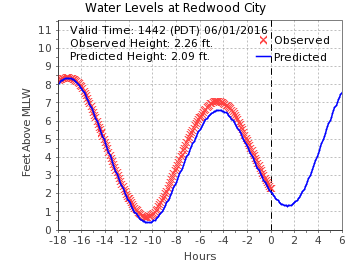 Water Levels at Redwood City
Valid Time: 1442 (PDT) 06/01/2016
Observed Height: 2.26 ft.
Predicted Height: 2.09 ft.
Observed
Predicted
Feet Above MLLW
11
10
9
8
7
6
5
4
3
2
1
0
-18 -16 -14 -12 -10 -8 -6 -4 -2 0 2 4 6
Hours